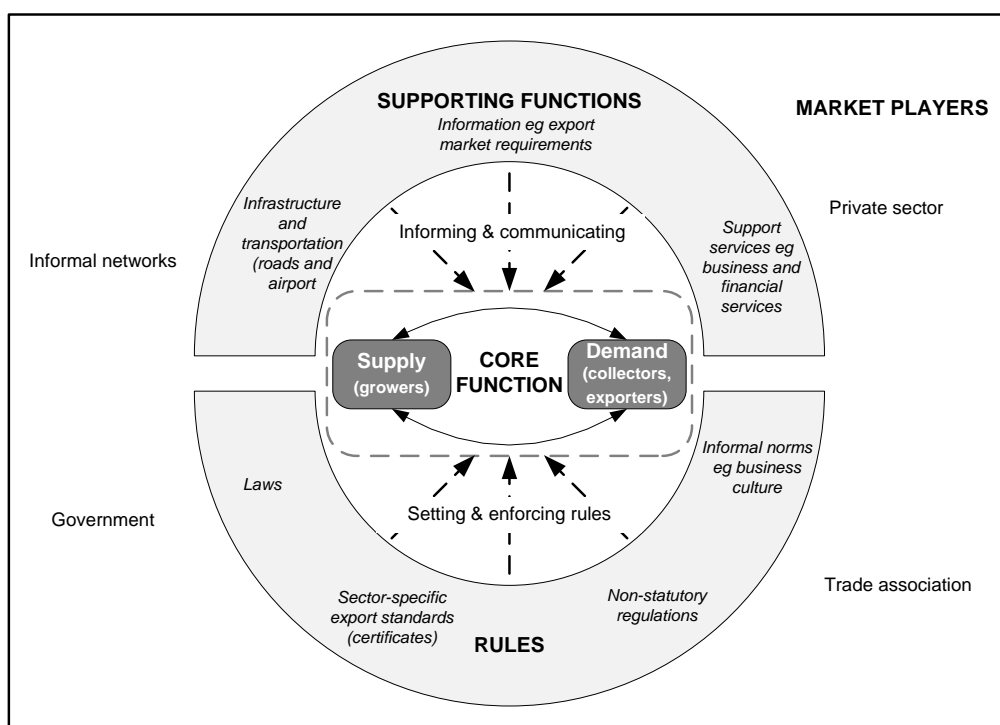 SUPPORTING FUNCTIONS
Information eg export
market requirements
MARKET PLAYERS
Infrastructure
and
transportation
(roads and
airport
Informing & communicating
Private sector
Support
services eg
business and
financial
services
Informal networks
Supply
(growers)
CORE
FUNCTION
Demand
(collectors,
exporters)
Informal norms
eg business
culture
Laws
Government
Setting & enforcing rules
Sector-specific
export standards
(certificates)
Non-statutory
regulations
Trade association
RULES